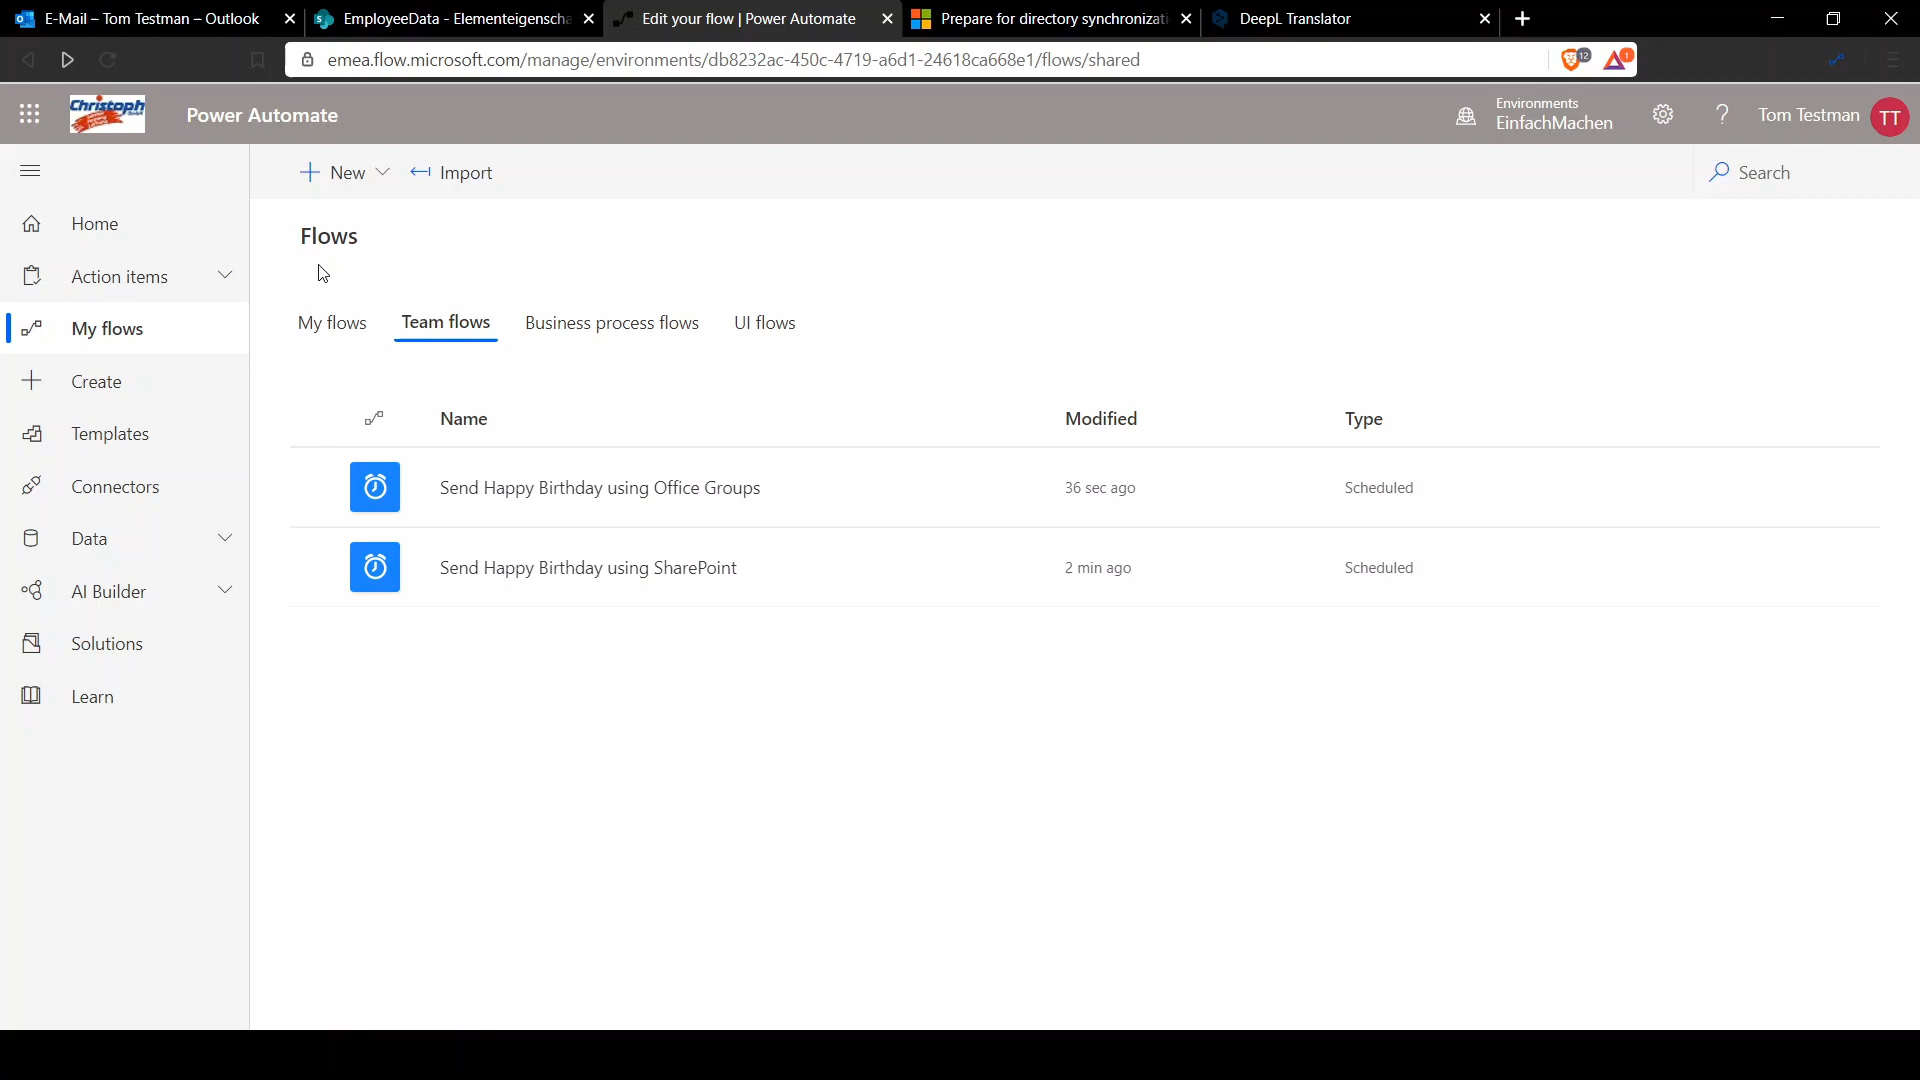 E-Mail – Tom Testman – Outlook
EmployeeData - Elementeigenscha
Edit your flow | Power Automate
Prepare for directory synchronizati
DeepL Translator
emea.flow.microsoft.com/manage/environments/db8232ac-450c-4719-a6d1-24618ca668e1/flows/shared
12
1
Christoph
Power Automate
Environments
EinfachMachen
?
Tom Testman
TT
New
Import
Search
Home
Action items
My flows
Create
Templates
Connectors
Data
AI Builder
Solutions
Learn
Flows
My flows
Team flows
Business process flows
UI flows
Name
Modified
Type
Send Happy Birthday using Office Groups
36 sec ago
Scheduled
Send Happy Birthday using SharePoint
2 min ago
Scheduled